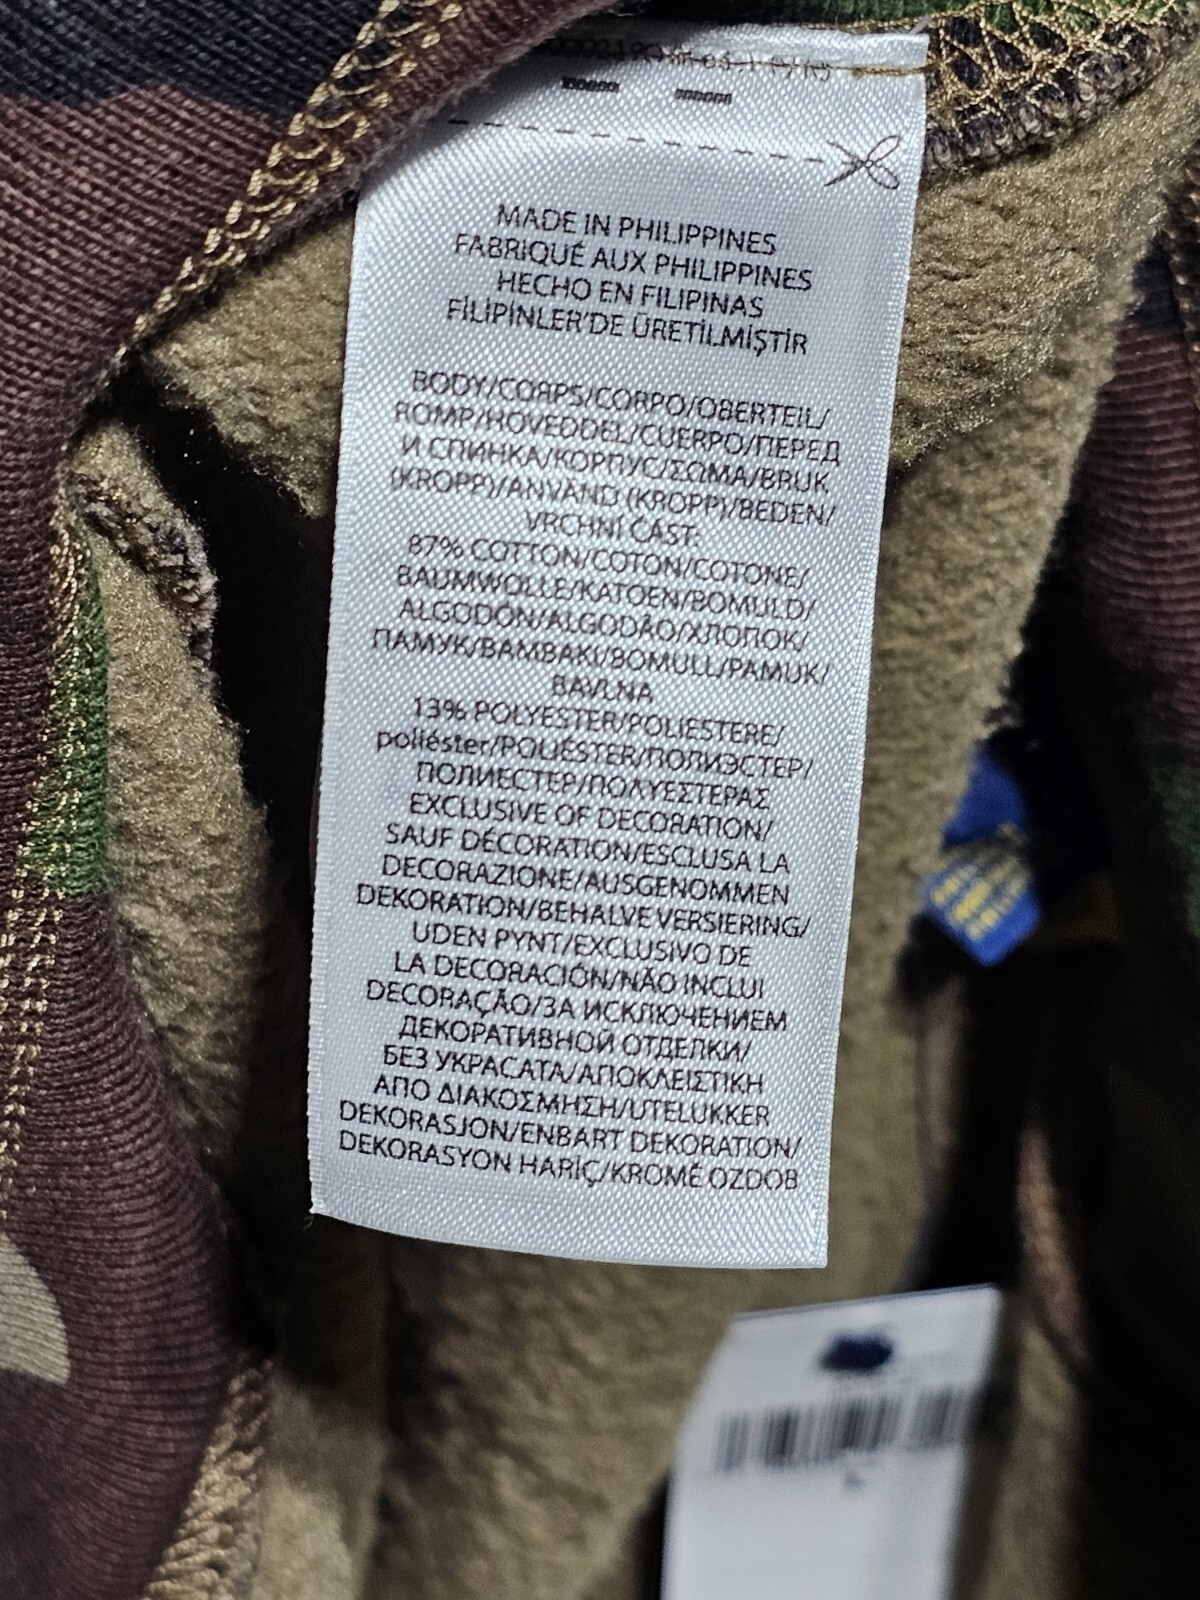 MADE IN PHILIPPINES
FABRIQUÉ AUX PHILIPPINES
HECHO EN FILIPINAS
FİLİPİNLER'DE ÜRETİLMİŞTİR
BODY/CORPS/CORPO/OBERTEIL/
ROMP/HOVEDDEL/CUERPO/ПЕРЕД
И СПИНКА/КОРПУС/ΣΩΜΑ/BRUK
(KROPP)/ANVÄND (KROPP)/BEDEN/
VRCHNÍ ČÁST:
87% COTTON/COTON/COTONE/
BAUMWOLLE/KATOEN/BOMULD/
ALGODÓN/ALGODÃO/ХЛОПОК/
ПАМУК/ΒΑΜΒΑΚΙ/BOMULL/PAMUK/
BAVLNA
13% POLYESTER/POLIESTERE/
poliéster/POLIÉSTER/ПОЛИЭСТЕР/
ПОЛИЕСТЕР/ΠΟΛΥΕΣΤΕΡΑΣ
EXCLUSIVE OF DECORATION/
SAUF DÉCORATION/ESCLUSA LA
DECORAZIONE/AUSGENOMMEN
DEKORATION/BEHALVE VERSIERING/
UDEN PYNT/EXCLUSIVO DE
LA DECORACIÓN/NÃO INCLUI
DECORAÇÃO/ЗА ИСКЛЮЧЕНИЕМ
ДЕКОРАТИВНОЙ ОТДЕЛКИ/
БЕЗ УКРАСАТА/ΑΠΟΚΛΕΙΣΤΙΚΗ
ΑΠΟ ΔΙΑΚΟΣΜΗΣΗ/UTELUKKER
DEKORASJON/ENBART DEKORATION/
DEKORASYON HARİÇ/KROMĚ OZDOB